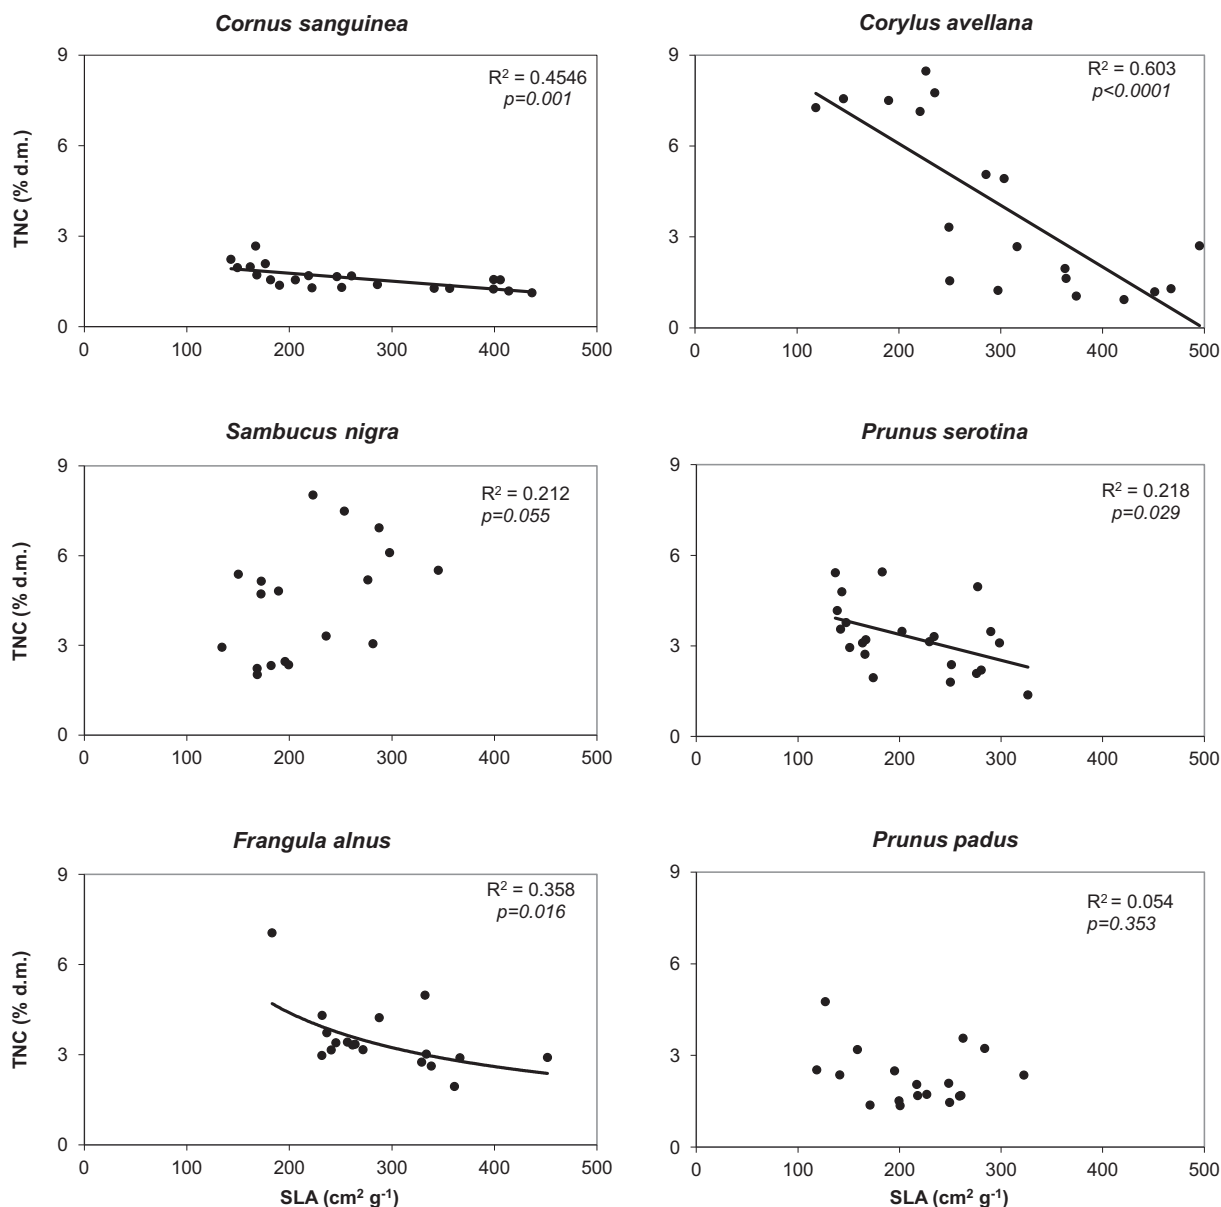 Cornus sanguinea
R² = 0.4546
p=0.001
TNC (% d.m.)
9
6
3
0
0 100 200 300 400 500
Corylus avellana
R² = 0.603
p<0.0001
9
6
3
0
0 100 200 300 400 500
Sambucus nigra
R² = 0.212
p=0.055
TNC (% d.m.)
9
6
3
0
0 100 200 300 400 500
Prunus serotina
R² = 0.218
p=0.029
9
6
3
0
0 100 200 300 400 500
Frangula alnus
R² = 0.358
p=0.016
TNC (% d.m.)
9
6
3
0
0 100 200 300 400 500
SLA (cm² g⁻¹)
Prunus padus
R² = 0.054
p=0.353
9
6
3
0
0 100 200 300 400 500
SLA (cm² g⁻¹)